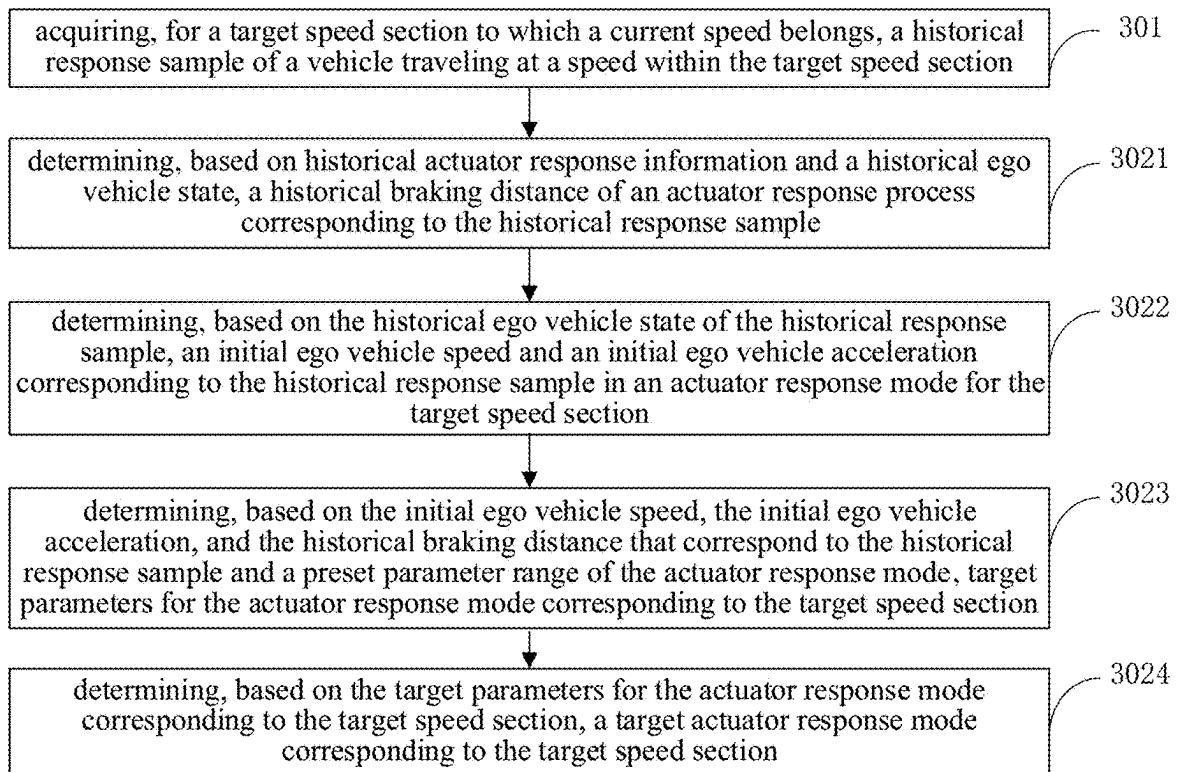 acquiring, for a target speed section to which a current speed belongs, a historical
response sample of a vehicle traveling at a speed within the target speed section
301
determining, based on historical actuator response information and a historical ego
vehicle state, a historical braking distance of an actuator response process
corresponding to the historical response sample
3021
determining, based on the historical ego vehicle state of the historical response
sample, an initial ego vehicle speed and an initial ego vehicle acceleration
corresponding to the historical response sample in an actuator response mode for the
target speed section
3022
determining, based on the initial ego vehicle speed, the initial ego vehicle
acceleration, and the historical braking distance that correspond to the historical
response sample and a preset parameter range of the actuator response mode, target
parameters for the actuator response mode corresponding to the target speed section
3023
determining, based on the target parameters for the actuator response mode
corresponding to the target speed section, a target actuator response mode
corresponding to the target speed section
3024